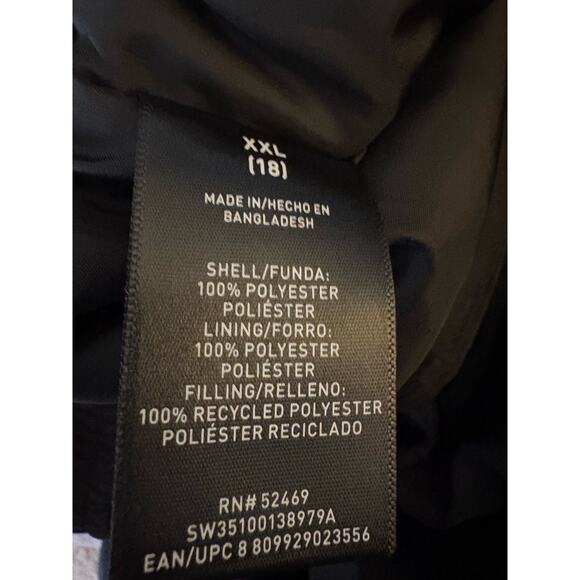 XXL
(18)
MADE IN/HECHO EN
BANGLADESH
SHELL/FUNDA:
100% POLYESTER
POLIÉSTER
LINING/FORRO:
100% POLYESTER
POLIÉSTER
FILLING/RELLENO:
100% RECYCLED POLYESTER
POLIÉSTER RECICLADO
RN# 52469
SW35100138979A
EAN/UPC 8 809929023556